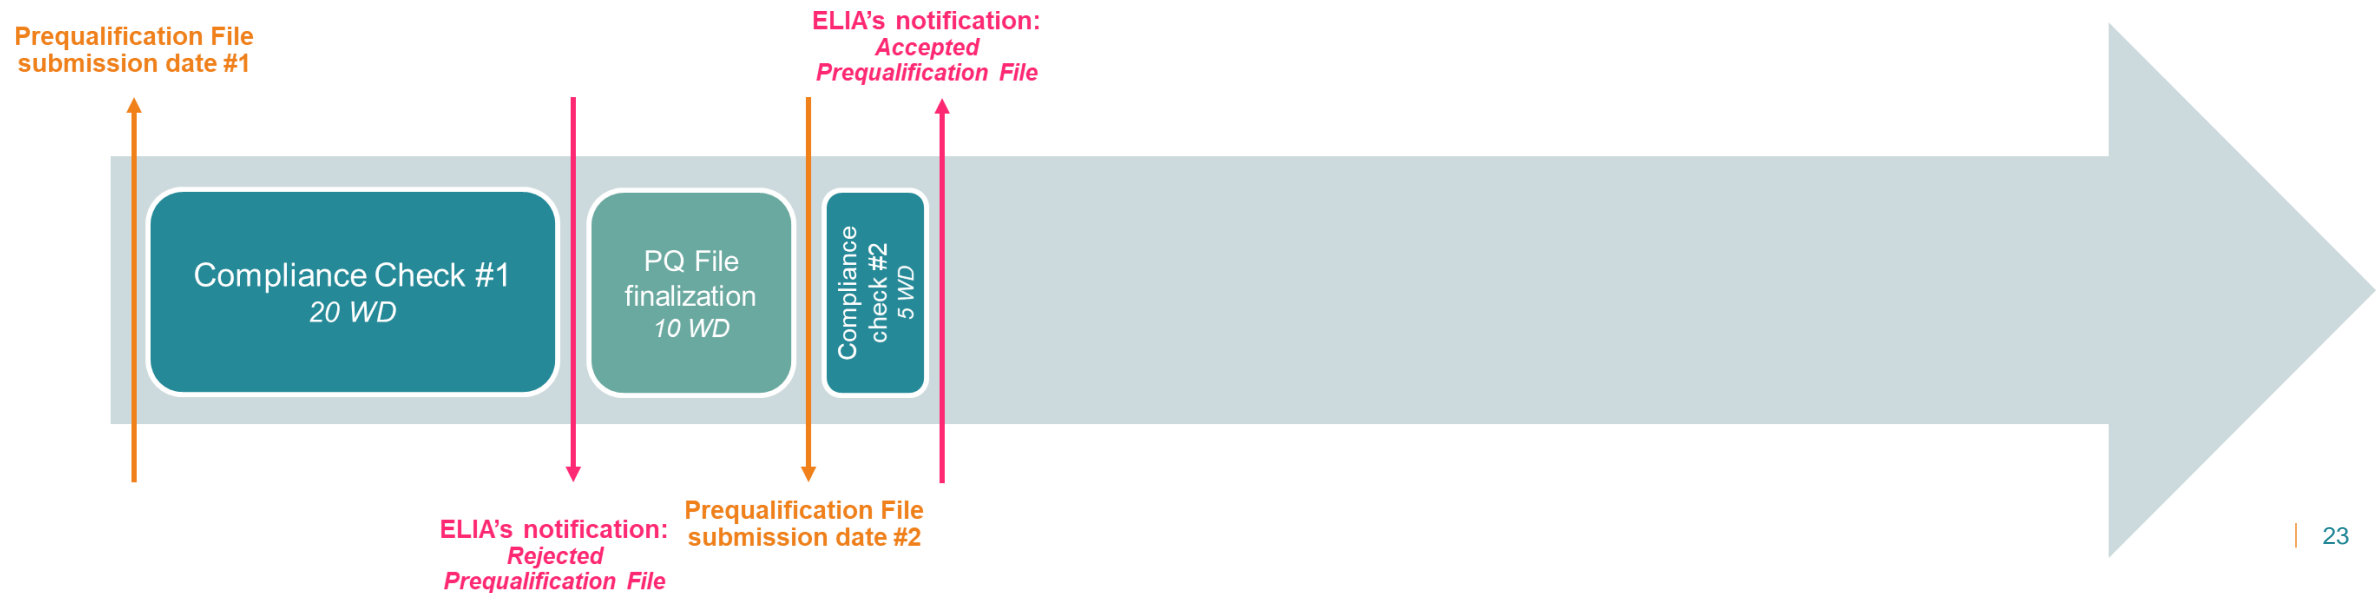 Prequalification File
submission date #1
ELIA's notification:
Accepted
Prequalification File
Compliance Check #1
20 WD
PQ File
finalization
10 WD
Compliance
check #2
5 WD
ELIA's notification:
Rejected
Prequalification File
Prequalification File
submission date #2
23